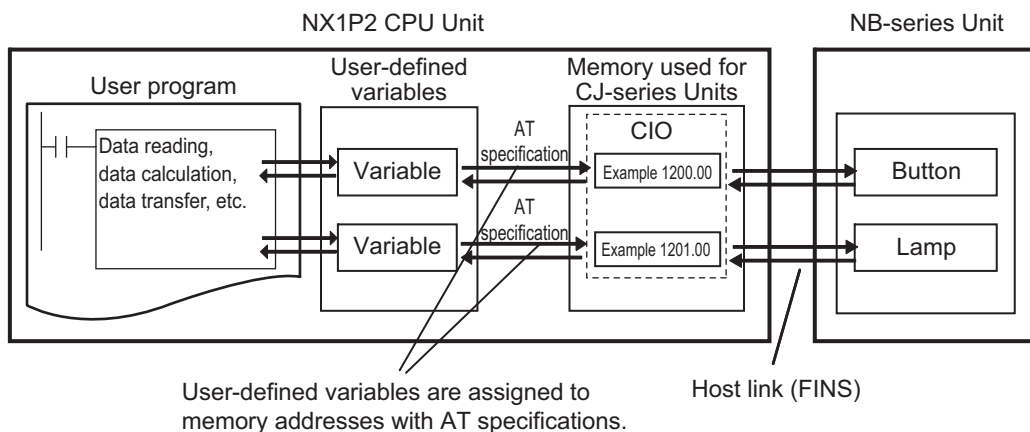 NX1P2 CPU Unit
NB-series Unit
User program
User-defined
variables
Memory used for
CJ-series Units
Data reading,
data calculation,
data transfer, etc.
Variable
Variable
AT
specification
AT
specification
CIO
Example 1200.00
Example 1201.00
Button
Lamp
User-defined variables are assigned to
memory addresses with AT specifications.
Host link (FINS)